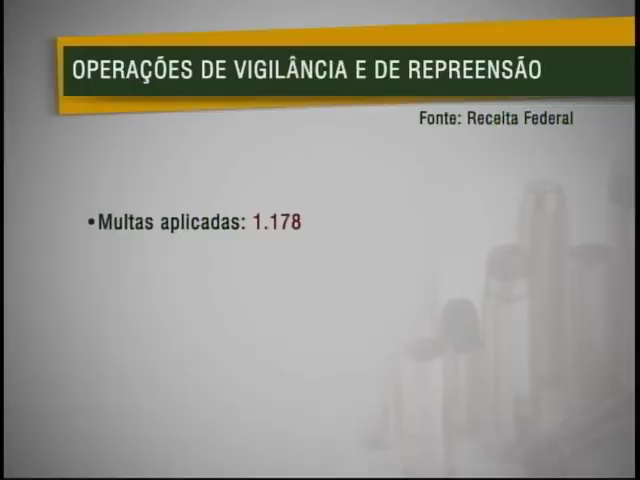 OPERAÇÕES DE VIGILÂNCIA E DE REPREENSÃO
Fonte: Receita Federal
•Multas aplicadas: 1.178